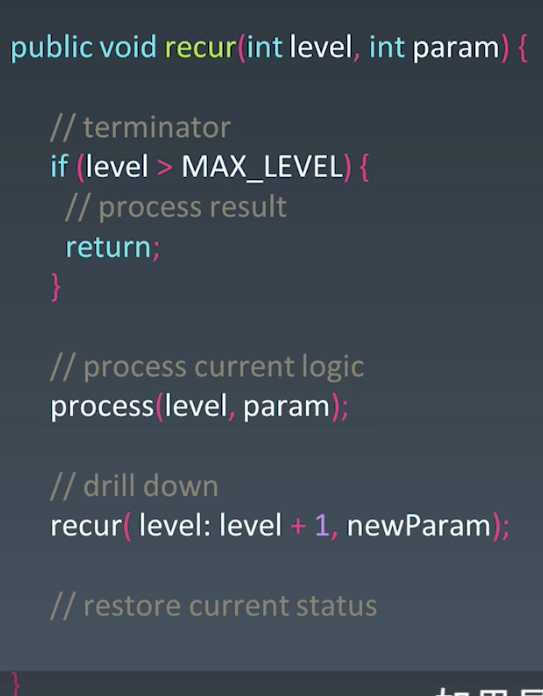 public void recur(int level, int param) {
// terminator
if (level > MAX_LEVEL) {
// process result
return;
}
// process current logic
process(level, param);
// drill down
recur( level: level + 1, newParam);
// restore current status
}